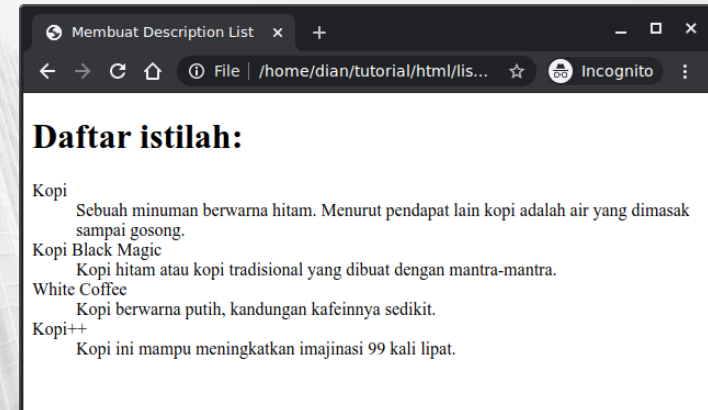 Membuat Description List
File | /home/dian/tutorial/html/lis...
Incognito
Daftar istilah:
Kopi
Sebuah minuman berwarna hitam. Menurut pendapat lain kopi adalah air yang dimasak
sampai gosong.
Kopi Black Magic
Kopi hitam atau kopi tradisional yang dibuat dengan mantra-mantra.
White Coffee
Kopi berwarna putih, kandungan kafeinnya sedikit.
Kopi++
Kopi ini mampu meningkatkan imajinasi 99 kali lipat.